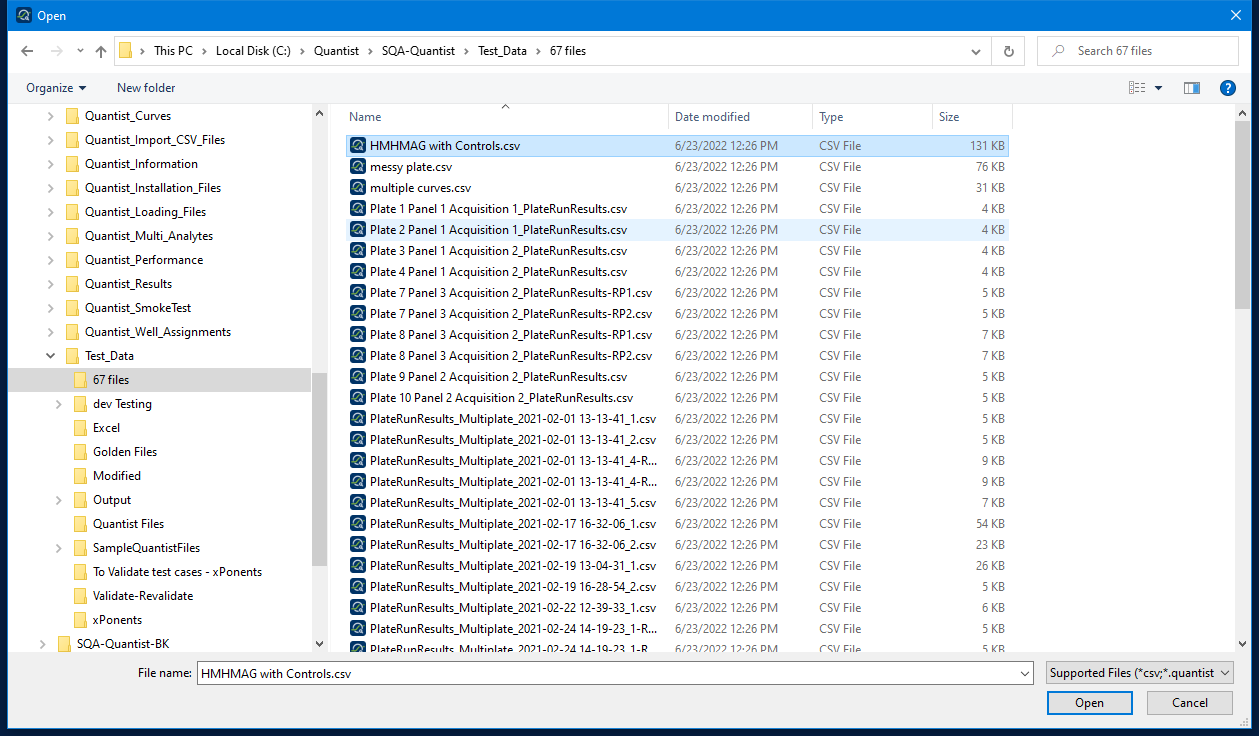 Open
This PC > Local Disk (C:) > Quantist > SQA-Quantist > Test_Data > 67 files
Search 67 files
Organize
New folder
Quantist_Curves
Quantist_Import_CSV_Files
Quantist_Information
Quantist_Installation_Files
Quantist_Loading_Files
Quantist_Multi_Analytes
Quantist_Performance
Quantist_Results
Quantist_SmokeTest
Quantist_Well_Assignments
Test_Data
67 files
dev Testing
Excel
Golden Files
Modified
Output
Quantist Files
SampleQuantistFiles
To Validate test cases - xPonents
Validate-Revalidate
xPonents
SQA-Quantist-BK
Name Date modified Type Size
HMHMAG with Controls.csv 6/23/2022 12:26 PM CSV File 131 KB
messy plate.csv 6/23/2022 12:26 PM CSV File 76 KB
multiple curves.csv 6/23/2022 12:26 PM CSV File 31 KB
Plate 1 Panel 1 Acquisition 1_PlateRunResults.csv 6/23/2022 12:26 PM CSV File 4 KB
Plate 2 Panel 1 Acquisition 1_PlateRunResults.csv 6/23/2022 12:26 PM CSV File 4 KB
Plate 3 Panel 1 Acquisition 2_PlateRunResults.csv 6/23/2022 12:26 PM CSV File 4 KB
Plate 4 Panel 1 Acquisition 2_PlateRunResults.csv 6/23/2022 12:26 PM CSV File 4 KB
Plate 7 Panel 3 Acquisition 2_PlateRunResults-RP1.csv 6/23/2022 12:26 PM CSV File 5 KB
Plate 7 Panel 3 Acquisition 2_PlateRunResults-RP2.csv 6/23/2022 12:26 PM CSV File 5 KB
Plate 8 Panel 3 Acquisition 2_PlateRunResults-RP1.csv 6/23/2022 12:26 PM CSV File 7 KB
Plate 8 Panel 3 Acquisition 2_PlateRunResults-RP2.csv 6/23/2022 12:26 PM CSV File 7 KB
Plate 9 Panel 2 Acquisition 2_PlateRunResults.csv 6/23/2022 12:26 PM CSV File 5 KB
Plate 10 Panel 2 Acquisition 2_PlateRunResults.csv 6/23/2022 12:26 PM CSV File 5 KB
PlateRunResults_Multiplate_2021-02-01 13-13-41_1.csv 6/23/2022 12:26 PM CSV File 5 KB
PlateRunResults_Multiplate_2021-02-01 13-13-41_2.csv 6/23/2022 12:26 PM CSV File 5 KB
PlateRunResults_Multiplate_2021-02-01 13-13-41_4-R... 6/23/2022 12:26 PM CSV File 9 KB
PlateRunResults_Multiplate_2021-02-01 13-13-41_4-R... 6/23/2022 12:26 PM CSV File 9 KB
PlateRunResults_Multiplate_2021-02-01 13-13-41_5.csv 6/23/2022 12:26 PM CSV File 7 KB
PlateRunResults_Multiplate_2021-02-17 16-32-06_1.csv 6/23/2022 12:26 PM CSV File 54 KB
PlateRunResults_Multiplate_2021-02-17 16-32-06_2.csv 6/23/2022 12:26 PM CSV File 23 KB
PlateRunResults_Multiplate_2021-02-19 13-04-31_1.csv 6/23/2022 12:26 PM CSV File 26 KB
PlateRunResults_Multiplate_2021-02-19 16-28-54_2.csv 6/23/2022 12:26 PM CSV File 5 KB
PlateRunResults_Multiplate_2021-02-22 12-39-33_1.csv 6/23/2022 12:26 PM CSV File 6 KB
PlateRunResults_Multiplate_2021-02-24 14-19-23_1-R... 6/23/2022 12:26 PM CSV File 5 KB
PlateRunResults_Multiplate_2021-02-24 14-19-23_1-R... 6/23/2022 12:26 PM CSV File 5 KB
File name: HMHMAG with Controls.csv
Supported Files (*csv;*.quantist
Open
Cancel